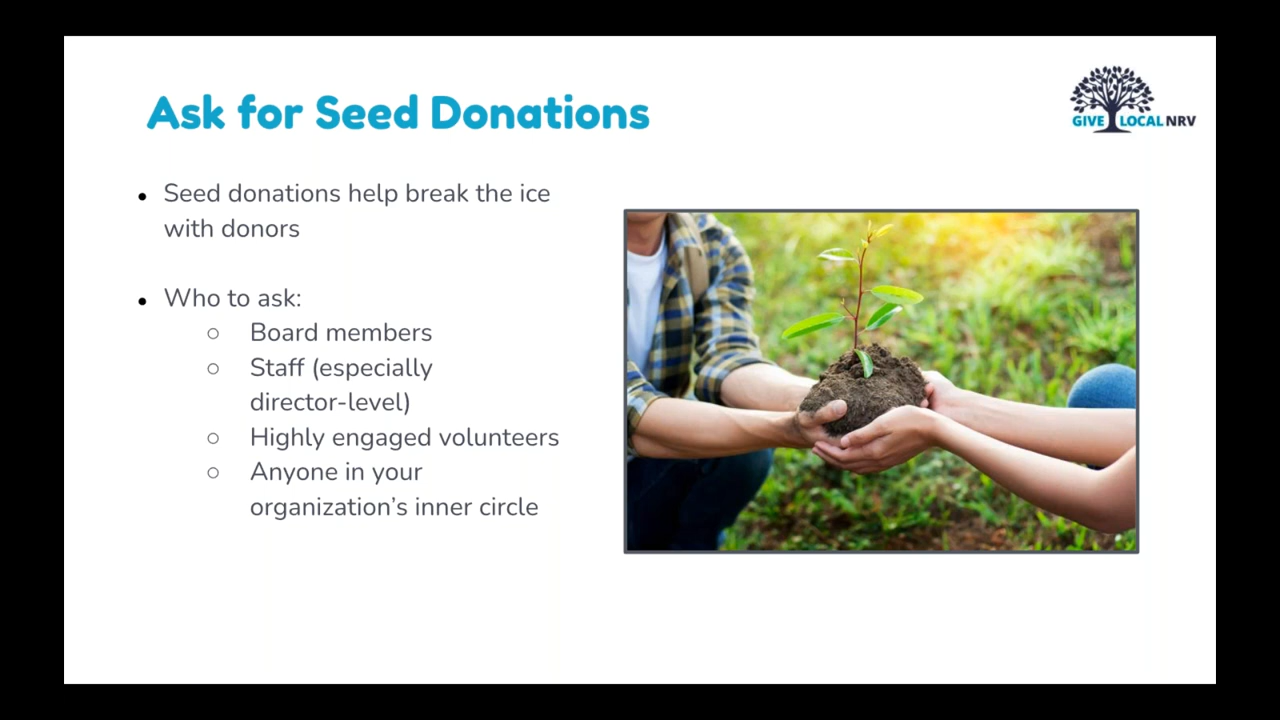 Ask for Seed Donations
GIVE LOCAL NRV
• Seed donations help break the ice
with donors
• Who to ask:
○ Board members
○ Staff (especially
director-level)
○ Highly engaged volunteers
○ Anyone in your
organization’s inner circle